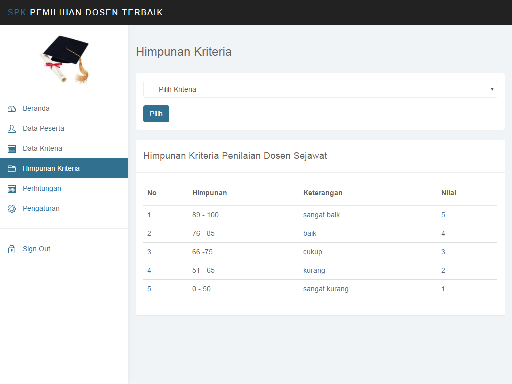 SPK PEMILIHAN DOSEN TERBAIK
Himpunan Kriteria
Pilih Kriteria
Pilih
Beranda
Data Peserta
Data Kriteria
Himpunan Kriteria
Perhitungan
Pengaturan
Sign Out
Himpunan Kriteria Penilaian Dosen Sejawat
No Himpunan Keterangan Nilai
1 89 - 100 sangat baik 5
2 76 - 85 baik 4
3 66 -75 cukup 3
4 51 - 65 kurang 2
5 0 - 50 sangat kurang 1